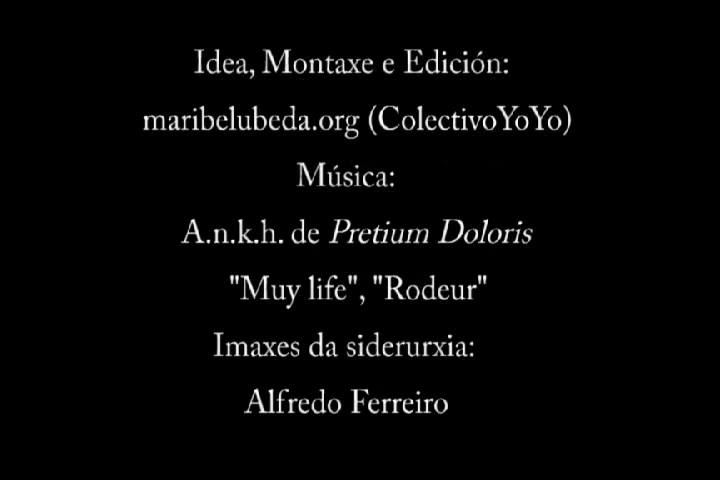 Idea, Montaxe e Edición:
maribelubeda.org (ColectivoYoYo)
Música:
A.n.k.h. de Pretium Doloris
"Muy life", "Rodeur"
Imaxes da siderurxia:
Alfredo Ferreiro